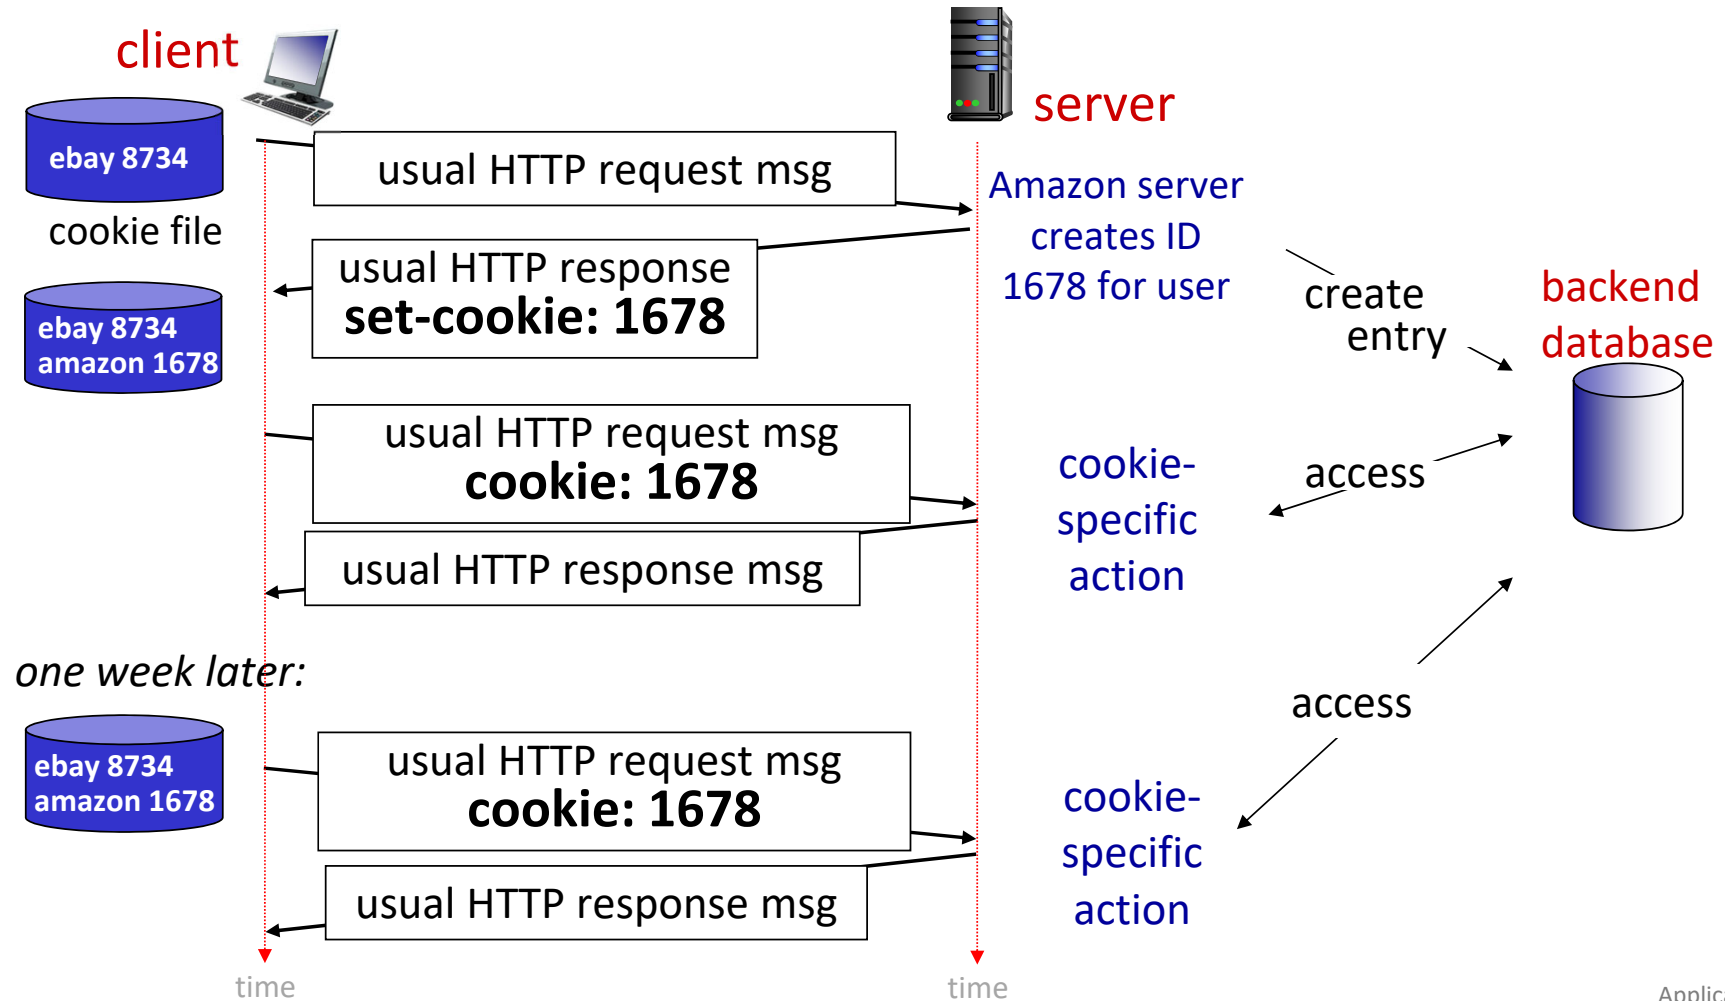 client
server
ebay 8734
cookie file
usual HTTP request msg
Amazon server
creates ID
1678 for user
usual HTTP response
set-cookie: 1678
create
entry
backend
database
ebay 8734
amazon 1678
usual HTTP request msg
cookie: 1678
cookie-
specific
action
access
usual HTTP response msg
one week later:
access
ebay 8734
amazon 1678
usual HTTP request msg
cookie: 1678
cookie-
specific
action
usual HTTP response msg
time
time